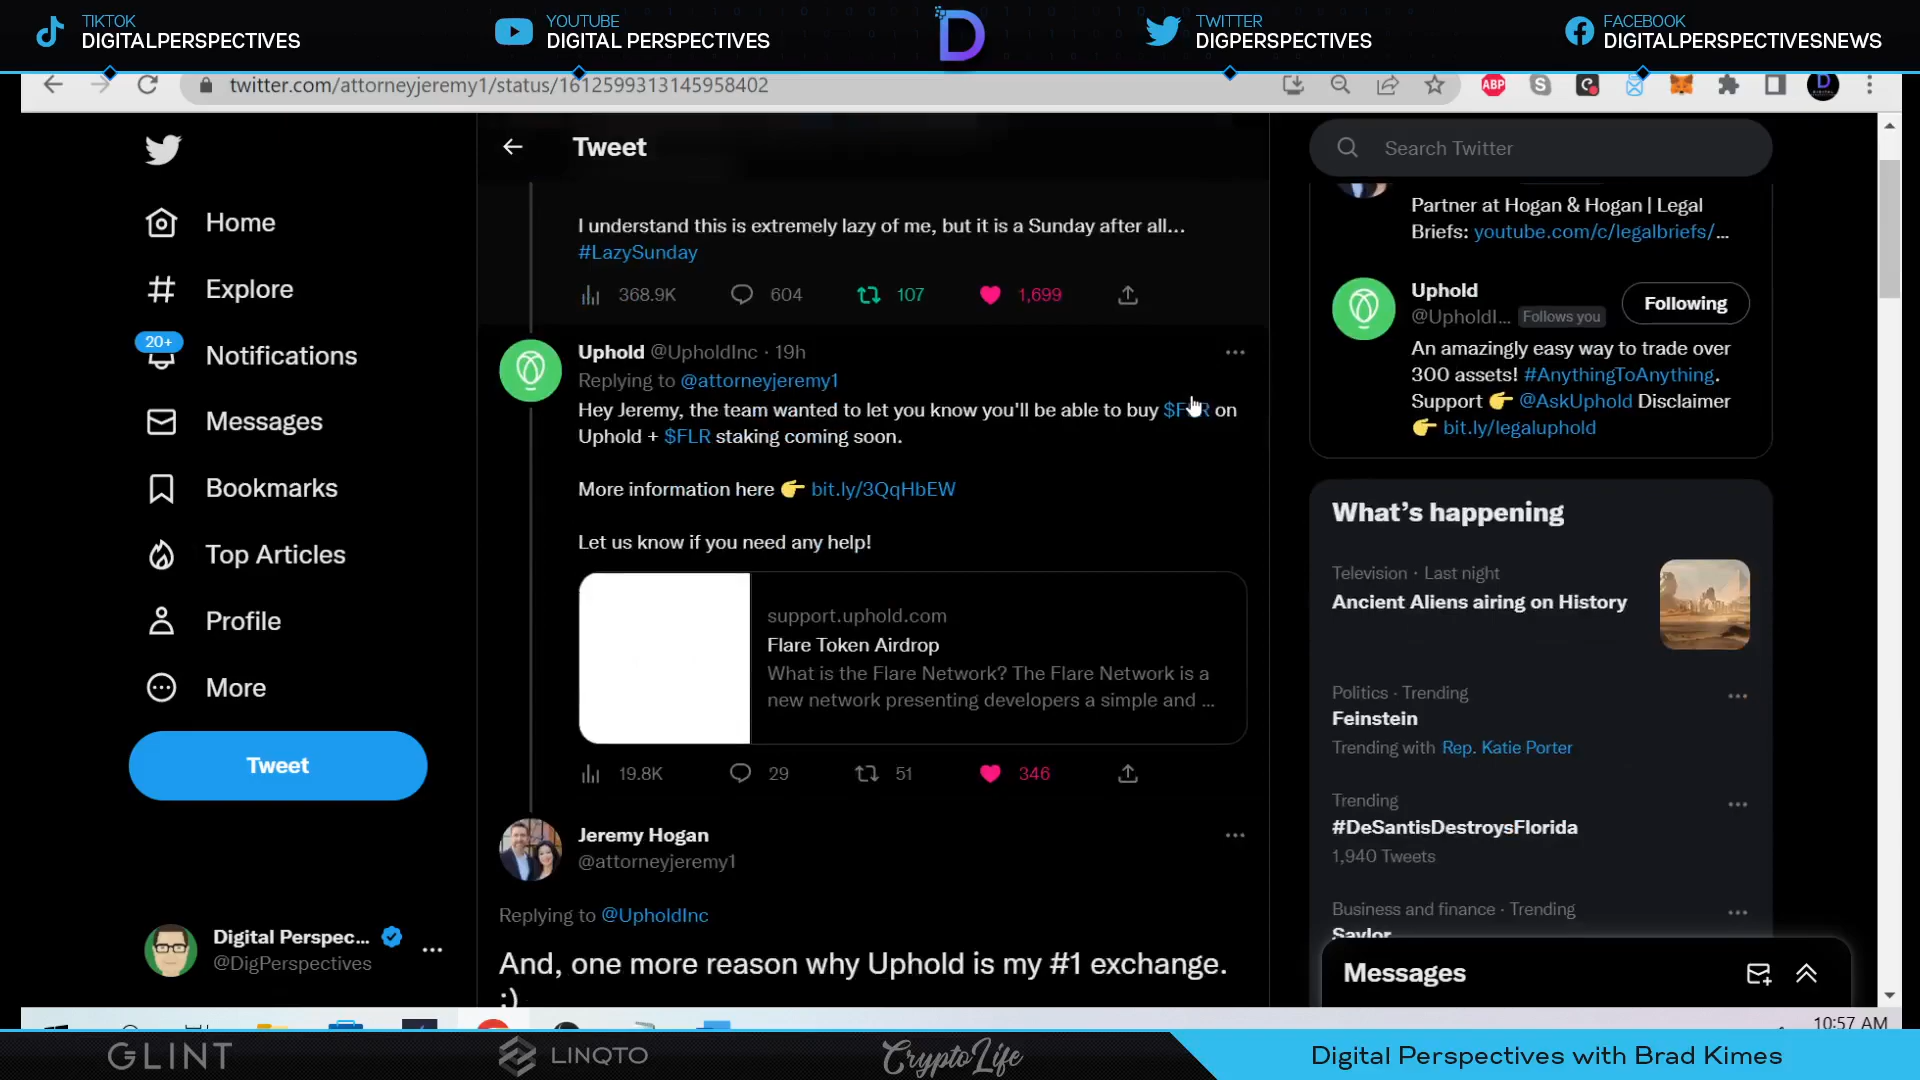 TIKTOK
DIGITALPERSPECTIVES
YOUTUBE
DIGITAL PERSPECTIVES
D
TWITTER
DIGPERSPECTIVES
FACEBOOK
DIGITALPERSPECTIVESNEWS
twitter.com/attorneyjeremy1/status/1612599313145958402
ABP
Home
Explore
20+
Notifications
Messages
Bookmarks
Top Articles
Profile
More
Tweet
Digital Perspec...
@DigPerspectives
Tweet
I understand this is extremely lazy of me, but it is a Sunday after all...
#LazySunday
368.9K 604 107 1,699
Uphold @UpholdInc · 19h
Replying to @attorneyjeremy1
Hey Jeremy, the team wanted to let you know you'll be able to buy $FLR on
Uphold + $FLR staking coming soon.
More information here 👉 bit.ly/3QqHbEW
Let us know if you need any help!
support.uphold.com
Flare Token Airdrop
What is the Flare Network? The Flare Network is a
new network presenting developers a simple and ...
19.8K 29 51 346
Jeremy Hogan
@attorneyjeremy1
Replying to @UpholdInc
And, one more reason why Uphold is my #1 exchange.
:)
Search Twitter
Partner at Hogan & Hogan | Legal
Briefs: youtube.com/c/legalbriefs/...
Uphold
@UpholdI... Follows you
Following
An amazingly easy way to trade over
300 assets! #AnythingToAnything.
Support 👉 @AskUphold Disclaimer
👉 bit.ly/legaluphold
What's happening
Television · Last night
Ancient Aliens airing on History
Politics · Trending
Feinstein
Trending with Rep. Katie Porter
Trending
#DeSantisDestroysFlorida
1,940 Tweets
Business and finance · Trending
Saylor
Messages
10:57 AM
GLINT
LINQTO
CryptoLife
Digital Perspectives with Brad Kimes